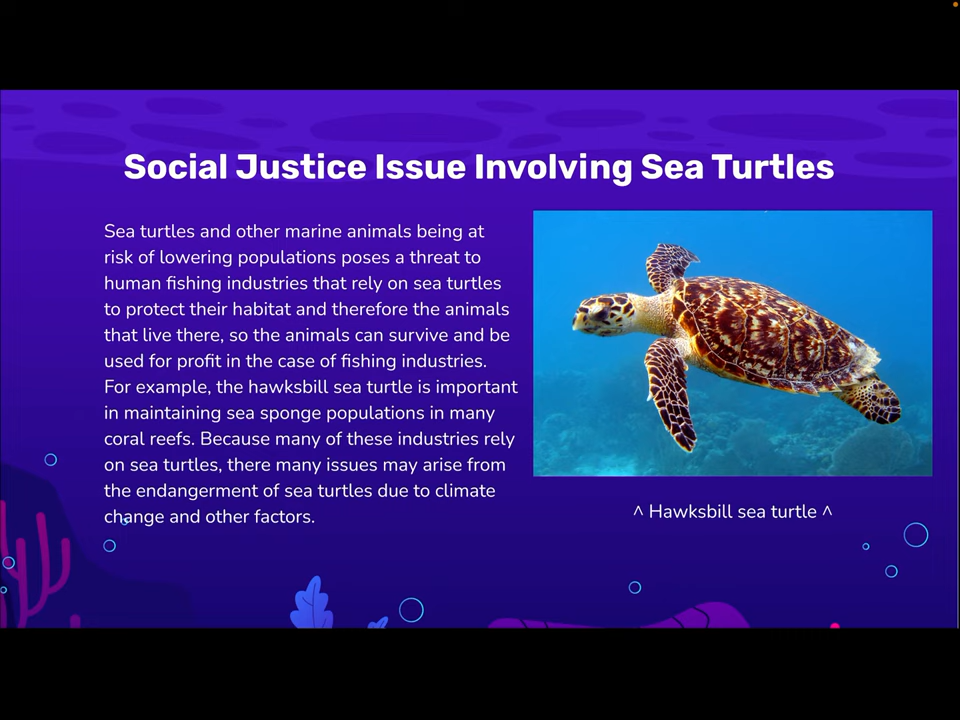 Social Justice Issue Involving Sea Turtles
Sea turtles and other marine animals being at
risk of lowering populations poses a threat to
human fishing industries that rely on sea turtles
to protect their habitat and therefore the animals
that live there, so the animals can survive and be
used for profit in the case of fishing industries.
For example, the hawksbill sea turtle is important
in maintaining sea sponge populations in many
coral reefs. Because many of these industries rely
on sea turtles, there many issues may arise from
the endangerment of sea turtles due to climate
change and other factors.
^ Hawksbill sea turtle ^